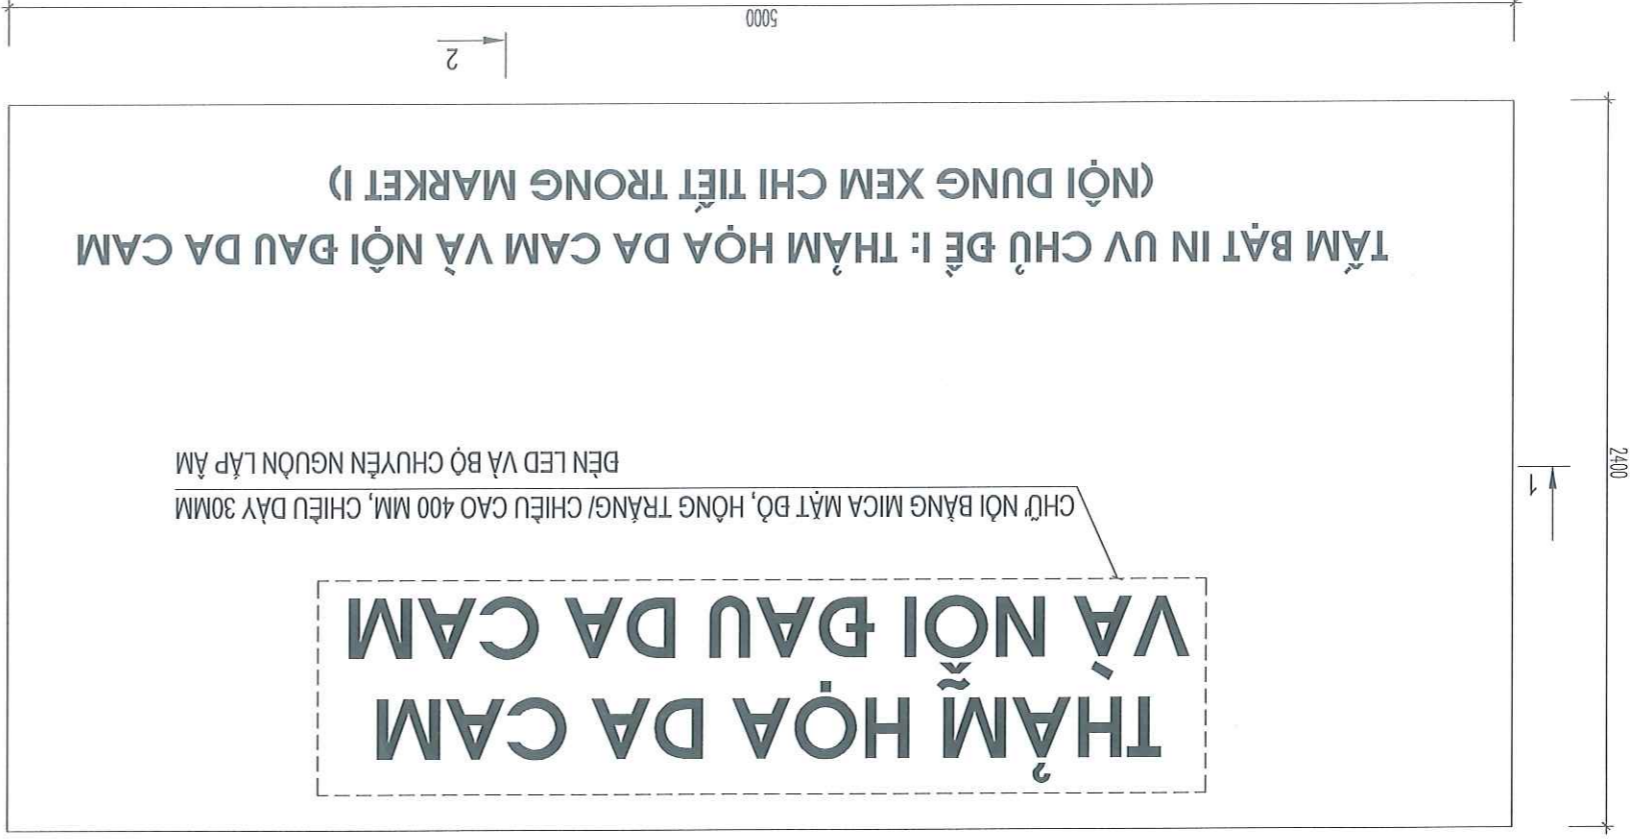 THẢM HỌA DA CAM
VÀ NỖI ĐAU DA CAM
CHỮ NỔI BẰNG MICA MẶT ĐỎ, HÔNG TRẮNG/ CHIỀU CAO 400 MM, CHIỀU DÀY 30MM
ĐÈN LED VÀ BỘ CHUYỂN NGUỒN LẮP ÂM
1
2400
TẤM BẠT IN UV CHỦ ĐỀ I: THẢM HỌA DA CAM VÀ NỖI ĐAU DA CAM
(NỘI DUNG XEM CHI TIẾT TRONG MARKET I)
2
5000